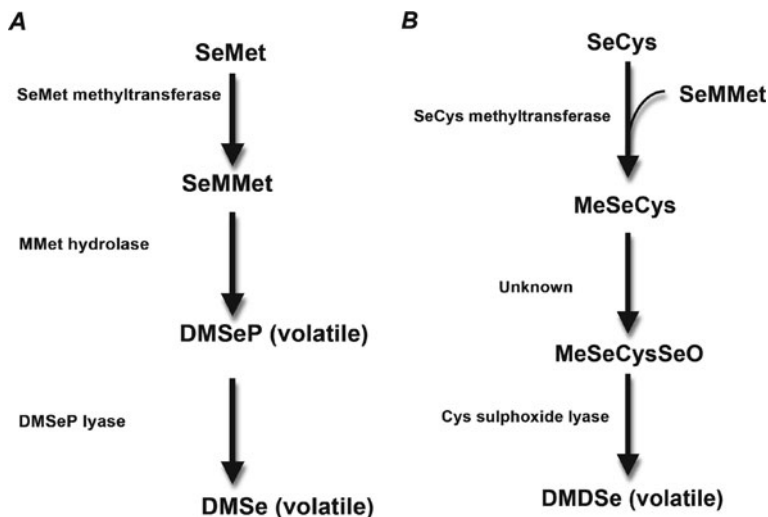 A
SeMet
SeMet methyltransferase
SeMMet
MMet hydrolase
DMSeP (volatile)
DMSeP lyase
DMSe (volatile)
B
SeCys
SeMMet
SeCys methyltransferase
MeSeCys
Unknown
MeSeCysSeO
Cys sulphoxide lyase
DMDSe (volatile)